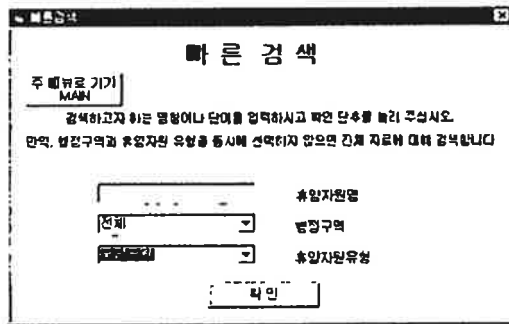 빠른검색
빠 른 검 색
주 메뉴로 가기
MAIN
검색하고자 하는 명칭이나 단어를 입력하시고 확인 단추를 눌러 주십시오.
만약, 법정구역과 휴양자원 유형을 동시에 선택하지 않으면 전체 자료에 대해 검색합니다
휴양자원명
전체
법정구역
휴양자원유형
확 인